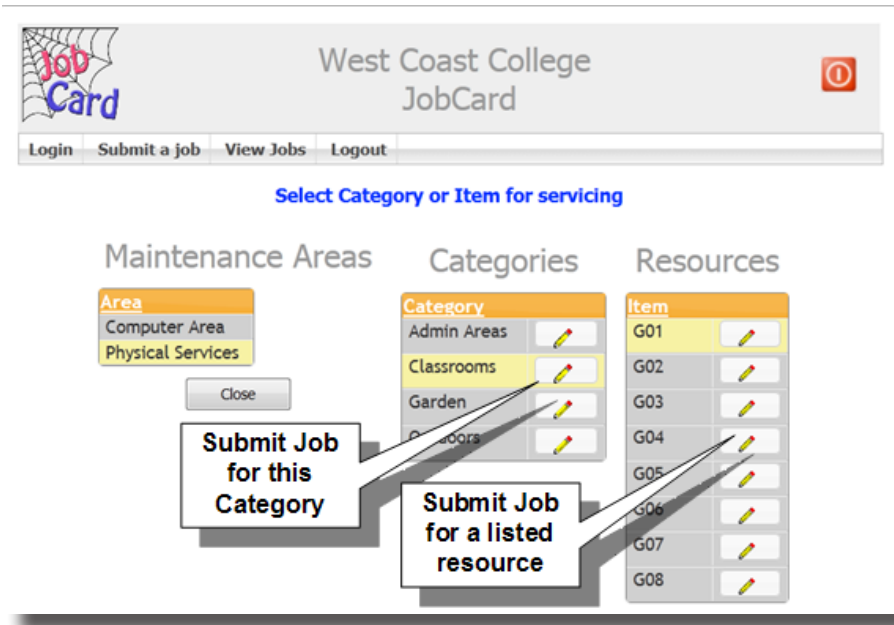 Job
Card
West Coast College
JobCard
Login Submit a job View Jobs Logout
Select Category or Item for servicing
Maintenance Areas
Area
Computer Area
Physical Services
Close
Submit Job
for this
Category
Categories
Category
Admin Areas
Classrooms
Garden
Submit Job
for a listed
resource
Resources
Item
G01
G02
G03
G04
G05
G06
G07
G08